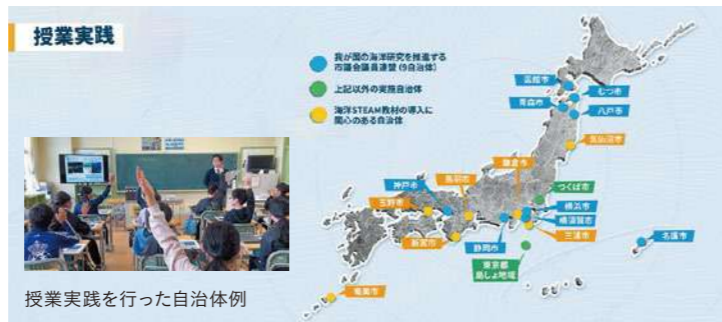 授業実践
我が国の海洋研究を推進する
市議会議員連盟(9自治体)
上記以外の実施自治体
海洋STEAM教材の導入に
関心のある自治体
函館市
むつ市
青森市
八戸市
気仙沼市
鎌倉市
つくば市
鳥羽市
神戸市
玉野市
横浜市
横須賀市
三浦市
新宮市
静岡市
東京都
島しょ地域
名護市
奄美市
授業実践を行った自治体例